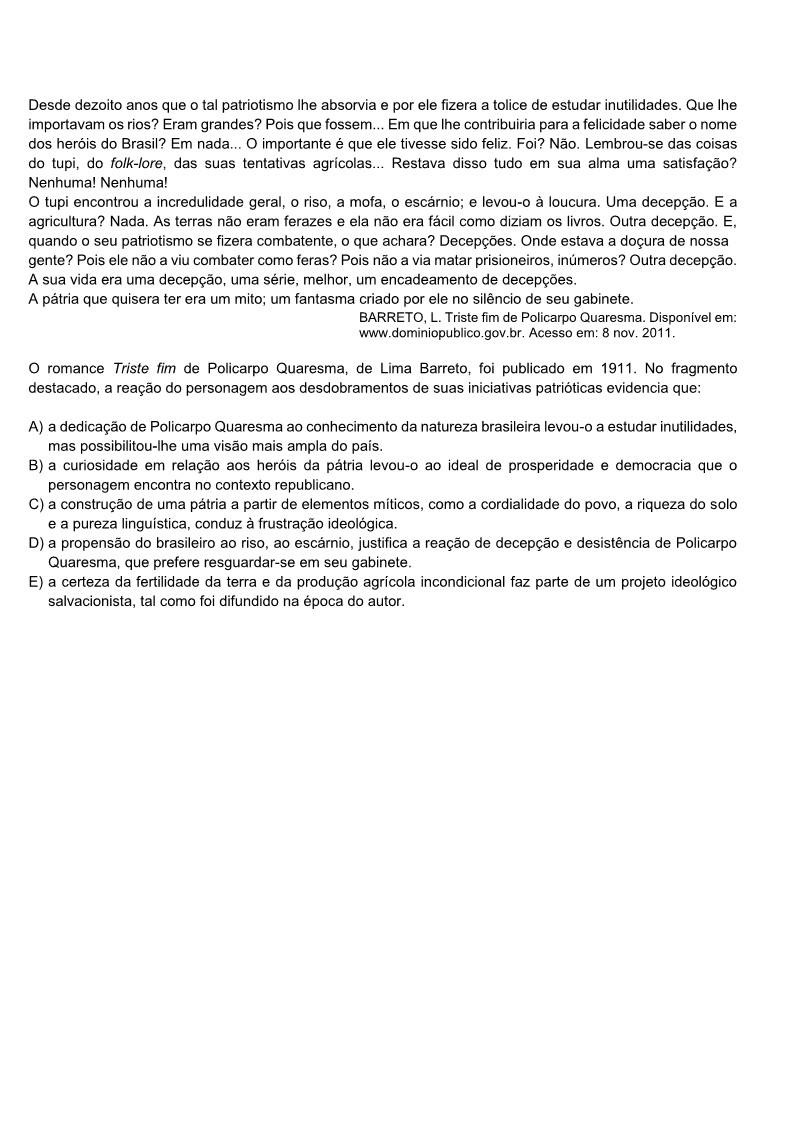 Desde dezoito anos que o tal patriotismo lhe absorvia e por ele fizera a tolice de estudar inutilidades. Que lhe
importavam os rios? Eram grandes? Pois que fossem... Em que lhe contribuiria para a felicidade saber o nome
dos heróis do Brasil? Em nada... O importante é que ele tivesse sido feliz. Foi? Não. Lembrou-se das coisas
do tupi, do folk-lore, das suas tentativas agrícolas... Restava disso tudo em sua alma uma satisfação?
Nenhuma! Nenhuma!
O tupi encontrou a incredulidade geral, o riso, a mofa, o escárnio; e levou-o à loucura. Uma decepção. E a
agricultura? Nada. As terras não eram ferazes e ela não era fácil como diziam os livros. Outra decepção. E,
quando o seu patriotismo se fizera combatente, o que achara? Decepções. Onde estava a doçura de nossa
gente? Pois ele não a viu combater como feras? Pois não a via matar prisioneiros, inúmeros? Outra decepção.
A sua vida era uma decepção, uma série, melhor, um encadeamento de decepções.
A pátria que quisera ter era um mito; um fantasma criado por ele no silêncio de seu gabinete.
BARRETO, L. Triste fim de Policarpo Quaresma. Disponível em:
www.dominiopublico.gov.br. Acesso em: 8 nov. 2011.
O romance Triste fim de Policarpo Quaresma, de Lima Barreto, foi publicado em 1911. No fragmento
destacado, a reação do personagem aos desdobramentos de suas iniciativas patrióticas evidencia que:
A) a dedicação de Policarpo Quaresma ao conhecimento da natureza brasileira levou-o a estudar inutilidades,
mas possibilitou-lhe uma visão mais ampla do país.
B) a curiosidade em relação aos heróis da pátria levou-o ao ideal de prosperidade e democracia que o
personagem encontra no contexto republicano.
C) a construção de uma pátria a partir de elementos míticos, como a cordialidade do povo, a riqueza do solo
e a pureza linguística, conduz à frustração ideológica.
D) a propensão do brasileiro ao riso, ao escárnio, justifica a reação de decepção e desistência de Policarpo
Quaresma, que prefere resguardar-se em seu gabinete.
E) a certeza da fertilidade da terra e da produção agrícola incondicional faz parte de um projeto ideológico
salvacionista, tal como foi difundido na época do autor.